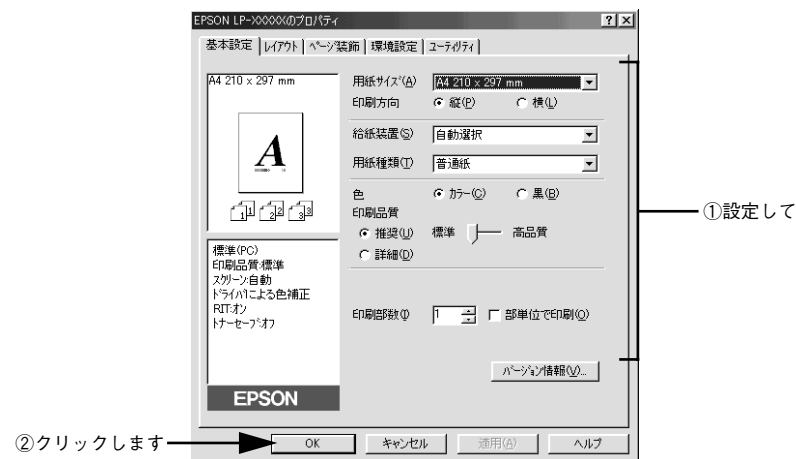 EPSON LP-XXXXXのプロパティ
基本設定 レイアウト ページ装飾 環境設定 ユーティリティ
A4 210 x 297 mm
A
1 1 2 2 3 3
標準(PC)
印刷品質:標準
スクリーン:自動
ドライバによる色補正
RIT:オン
トナーセーブ:オフ
EPSON
用紙サイズ(A) A4 210 x 297 mm
印刷方向 縦(P) 横(L)
給紙装置(S) 自動選択
用紙種類(T) 普通紙
色 カラー(C) 黒(B)
印刷品質
推奨(U) 標準 高品質
詳細(D)
印刷部数(I) 1 部単位で印刷(O)
バージョン情報(V)...
①設定して
②クリックします
OK キャンセル 適用(A) ヘルプ